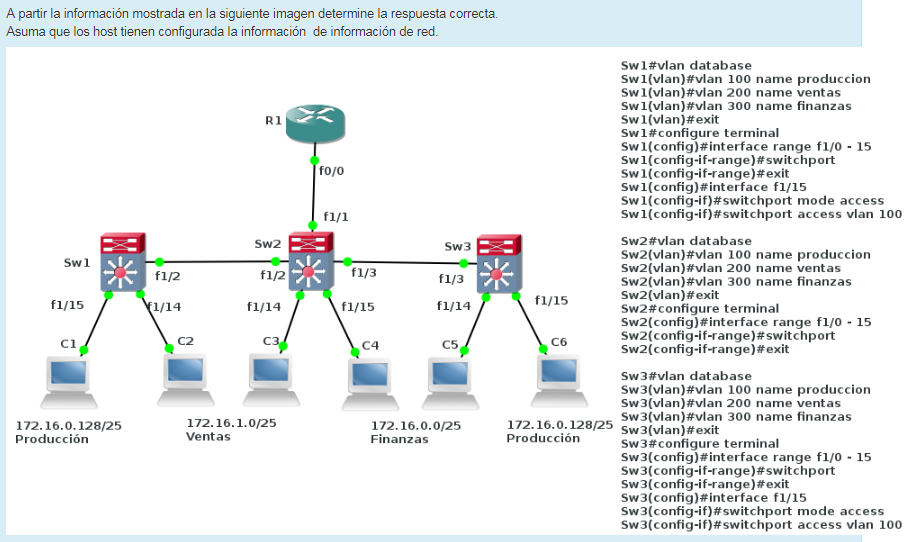 A partir la información mostrada en la siguiente imagen determine la respuesta correcta.
Asuma que los host tienen configurada la información de información de red.
R1
f0/0
f1/1
Sw1
f1/2
Sw2
f1/2
f1/3
Sw3
f1/3
f1/15
f1/14
f1/14
f1/15
f1/14
f1/15
C1
C2
C3
C4
C5
C6
172.16.0.128/25
Producción
172.16.1.0/25
Ventas
172.16.0.0/25
Finanzas
172.16.0.128/25
Producción
Sw1#vlan database
Sw1(vlan)#vlan 100 name produccion
Sw1(vlan)#vlan 200 name ventas
Sw1(vlan)#vlan 300 name finanzas
Sw1(vlan)#exit
Sw1#configure terminal
Sw1(config)#interface range f1/0 - 15
Sw1(config-if-range)#switchport
Sw1(config-if-range)#exit
Sw1(config)#interface f1/15
Sw1(config-if)#switchport mode access
Sw1(config-if)#switchport access vlan 100
Sw2#vlan database
Sw2(vlan)#vlan 100 name produccion
Sw2(vlan)#vlan 200 name ventas
Sw2(vlan)#vlan 300 name finanzas
Sw2(vlan)#exit
Sw2#configure terminal
Sw2(config)#interface range f1/0 - 15
Sw2(config-if-range)#switchport
Sw2(config-if-range)#exit
Sw3#vlan database
Sw3(vlan)#vlan 100 name produccion
Sw3(vlan)#vlan 200 name ventas
Sw3(vlan)#vlan 300 name finanzas
Sw3(vlan)#exit
Sw3#configure terminal
Sw3(config)#interface range f1/0 - 15
Sw3(config-if-range)#switchport
Sw3(config-if-range)#exit
Sw3(config)#interface f1/15
Sw3(config-if)#switchport mode access
Sw3(config-if)#switchport access vlan 100